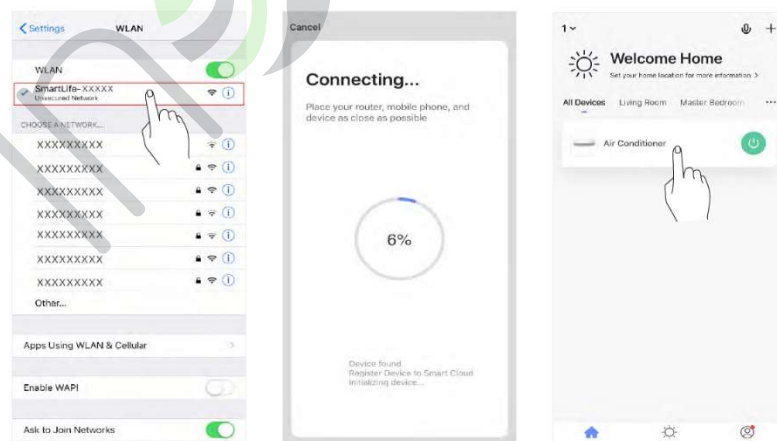 Settings WLAN
WLAN
SmartLife-XXXXX
Unsecured Network
CHOOSE A NETWORK...
XXXXXXXXX
XXXXXXXXX
XXXXXXXXX
XXXXXXXXX
XXXXXXXXX
XXXXXXXXX
XXXXXXXXX
Other...
Apps Using WLAN & Cellular
Enable WAPI
Ask to Join Networks
Cancel
Connecting...
Place your router, mobile phone, and
device as close as possible
6%
Device found
Register Device to Smart Cloud
Initializing device...
1
Welcome Home
Set your home location for more information >
All Devices Living Room Master Bedroom ...
Air Conditioner